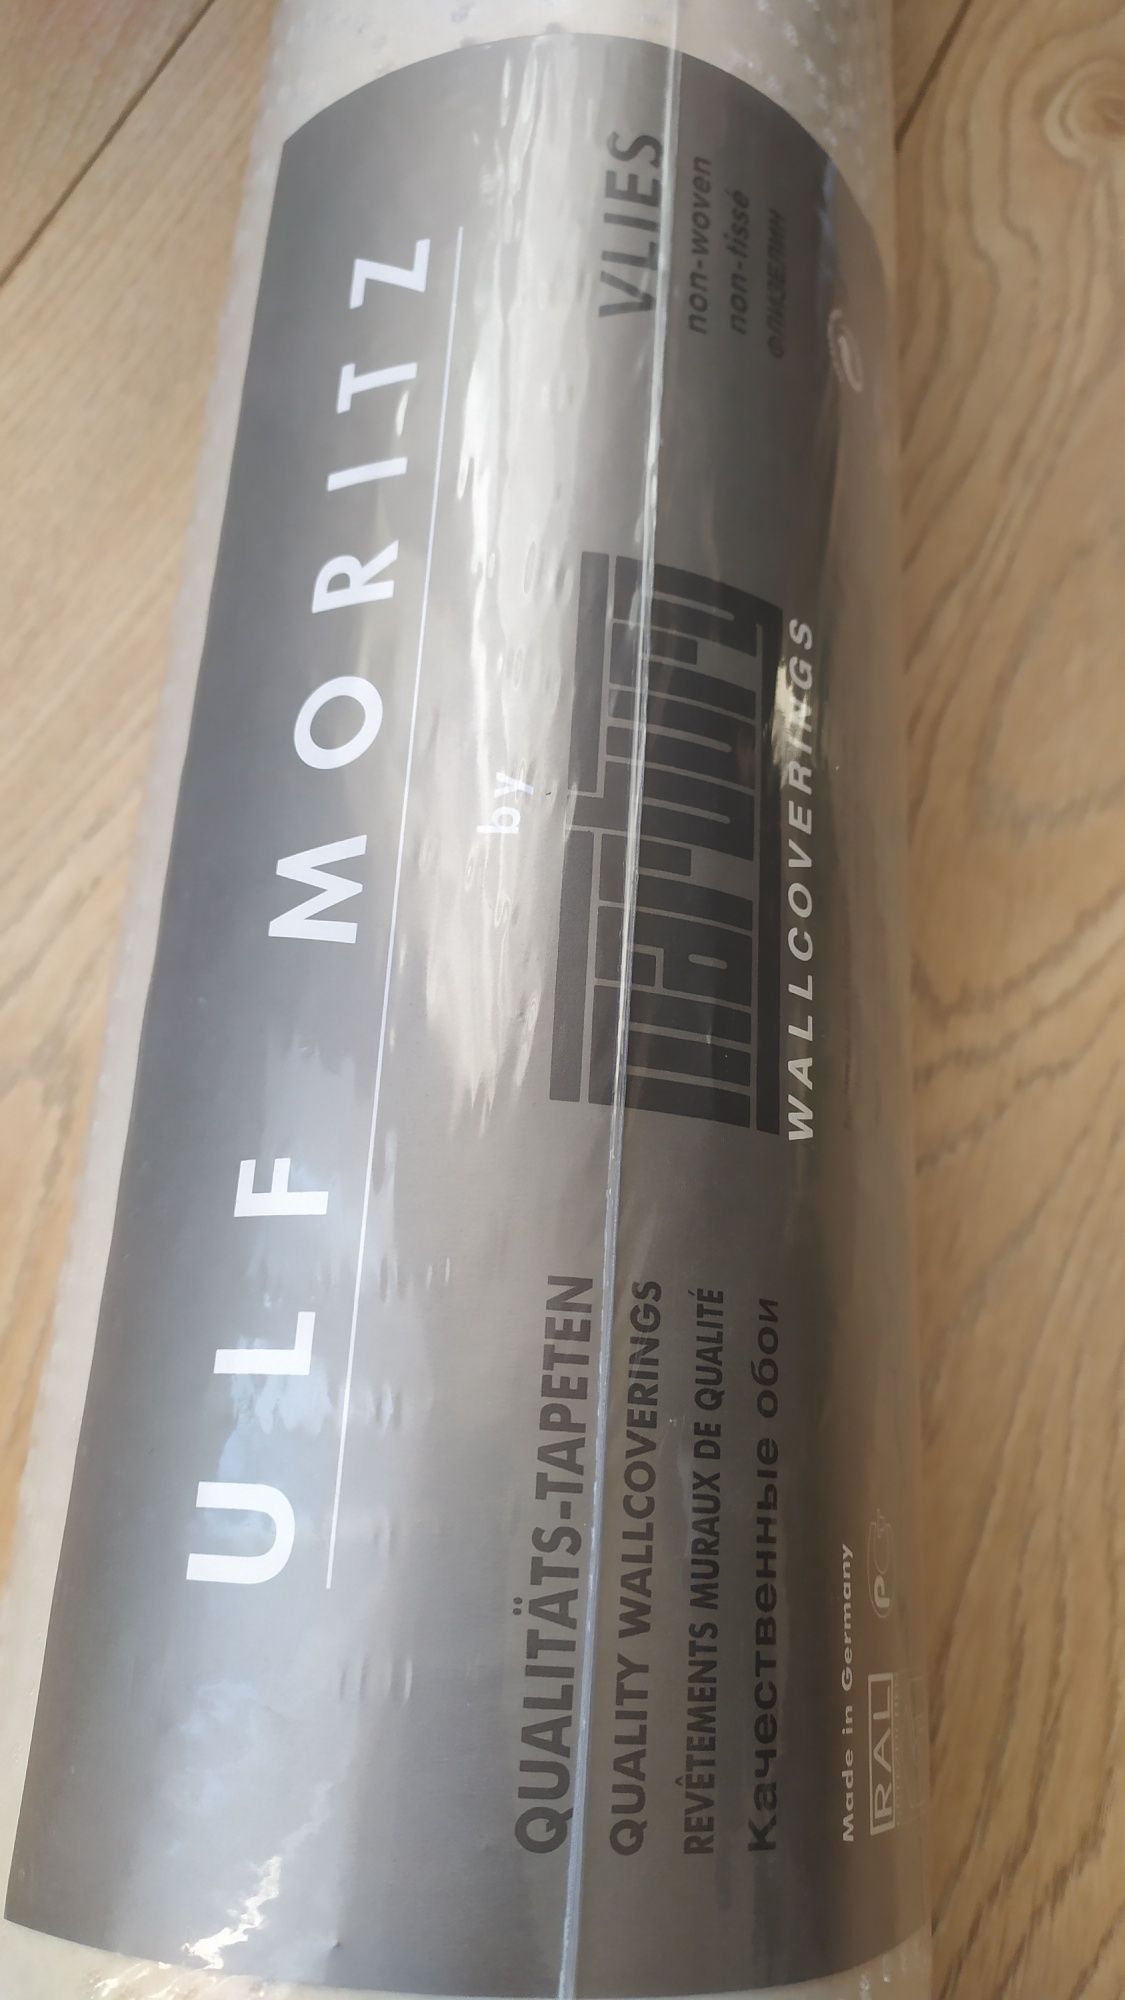 ULF MORITZ
by
marburg
WALLCOVERINGS
VLIES
non-woven
non-tissé
флизелин
QUALITÄTS-TAPETEN
QUALITY WALLCOVERINGS
REVÊTEMENTS MURAUX DE QUALITÉ
Качественные обои
Made in Germany
RAL